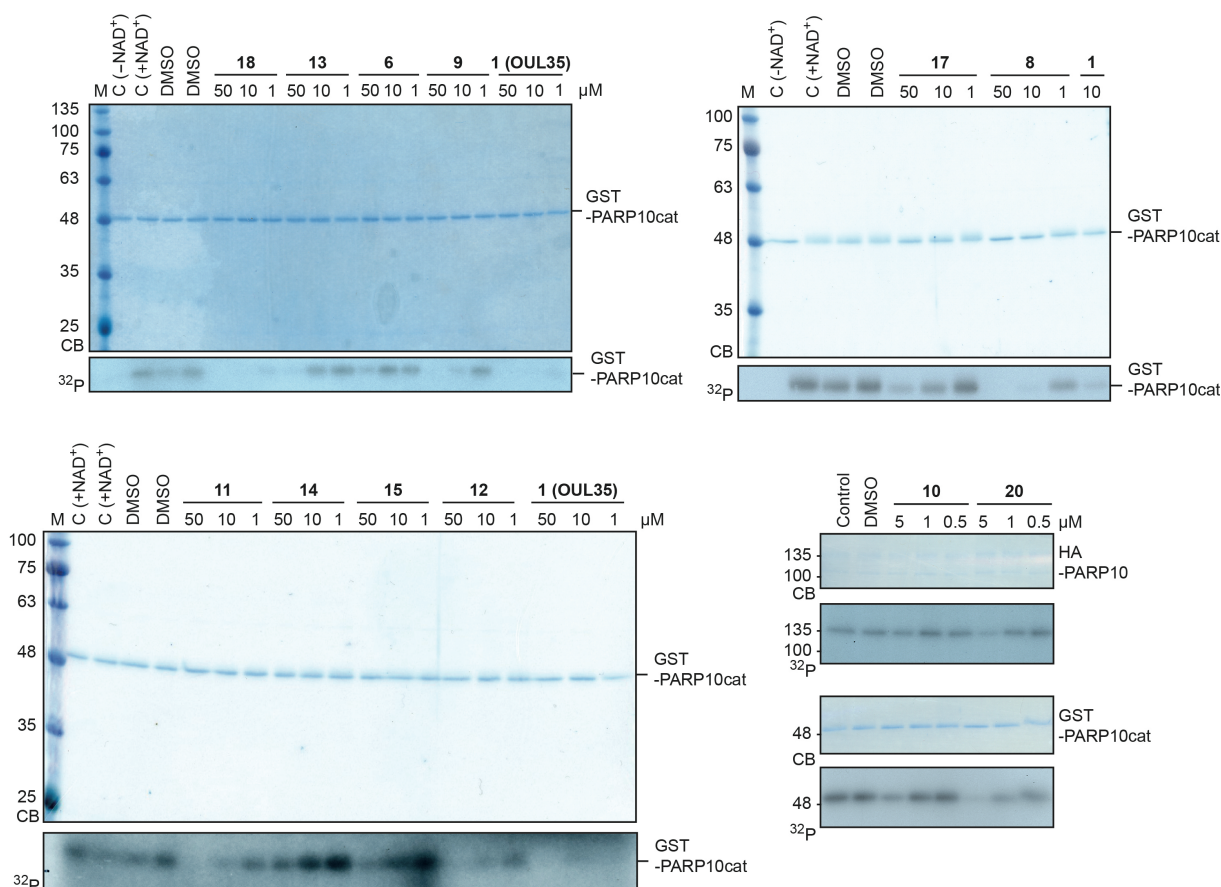 C (–NAD+)
C (+NAD+)
DMSO
DMSO
18 13 6 9 1 (OUL35)
M 50 10 1 50 10 1 50 10 1 50 10 1 50 10 1 µM
135
100
75
63
48
35
25
CB
GST
-PARP10cat
32P
GST
-PARP10cat
C (-NAD+)
C (+NAD+)
DMSO
DMSO
17 8 1
M 50 10 1 50 10 1 10
100
75
63
48
35
CB
GST
-PARP10cat
32P
GST
-PARP10cat
C (+NAD+)
C (+NAD+)
DMSO
DMSO
11 14 15 12 1 (OUL35)
M 50 10 1 50 10 1 50 10 1 50 10 1 50 10 1 µM
100
75
63
48
35
25
CB
GST
-PARP10cat
32P
GST
-PARP10cat
Control
DMSO
10 20
5 1 0.5 5 1 0.5 µM
135
100
CB
HA
-PARP10
135
100
32P
48
CB
GST
-PARP10cat
48
32P